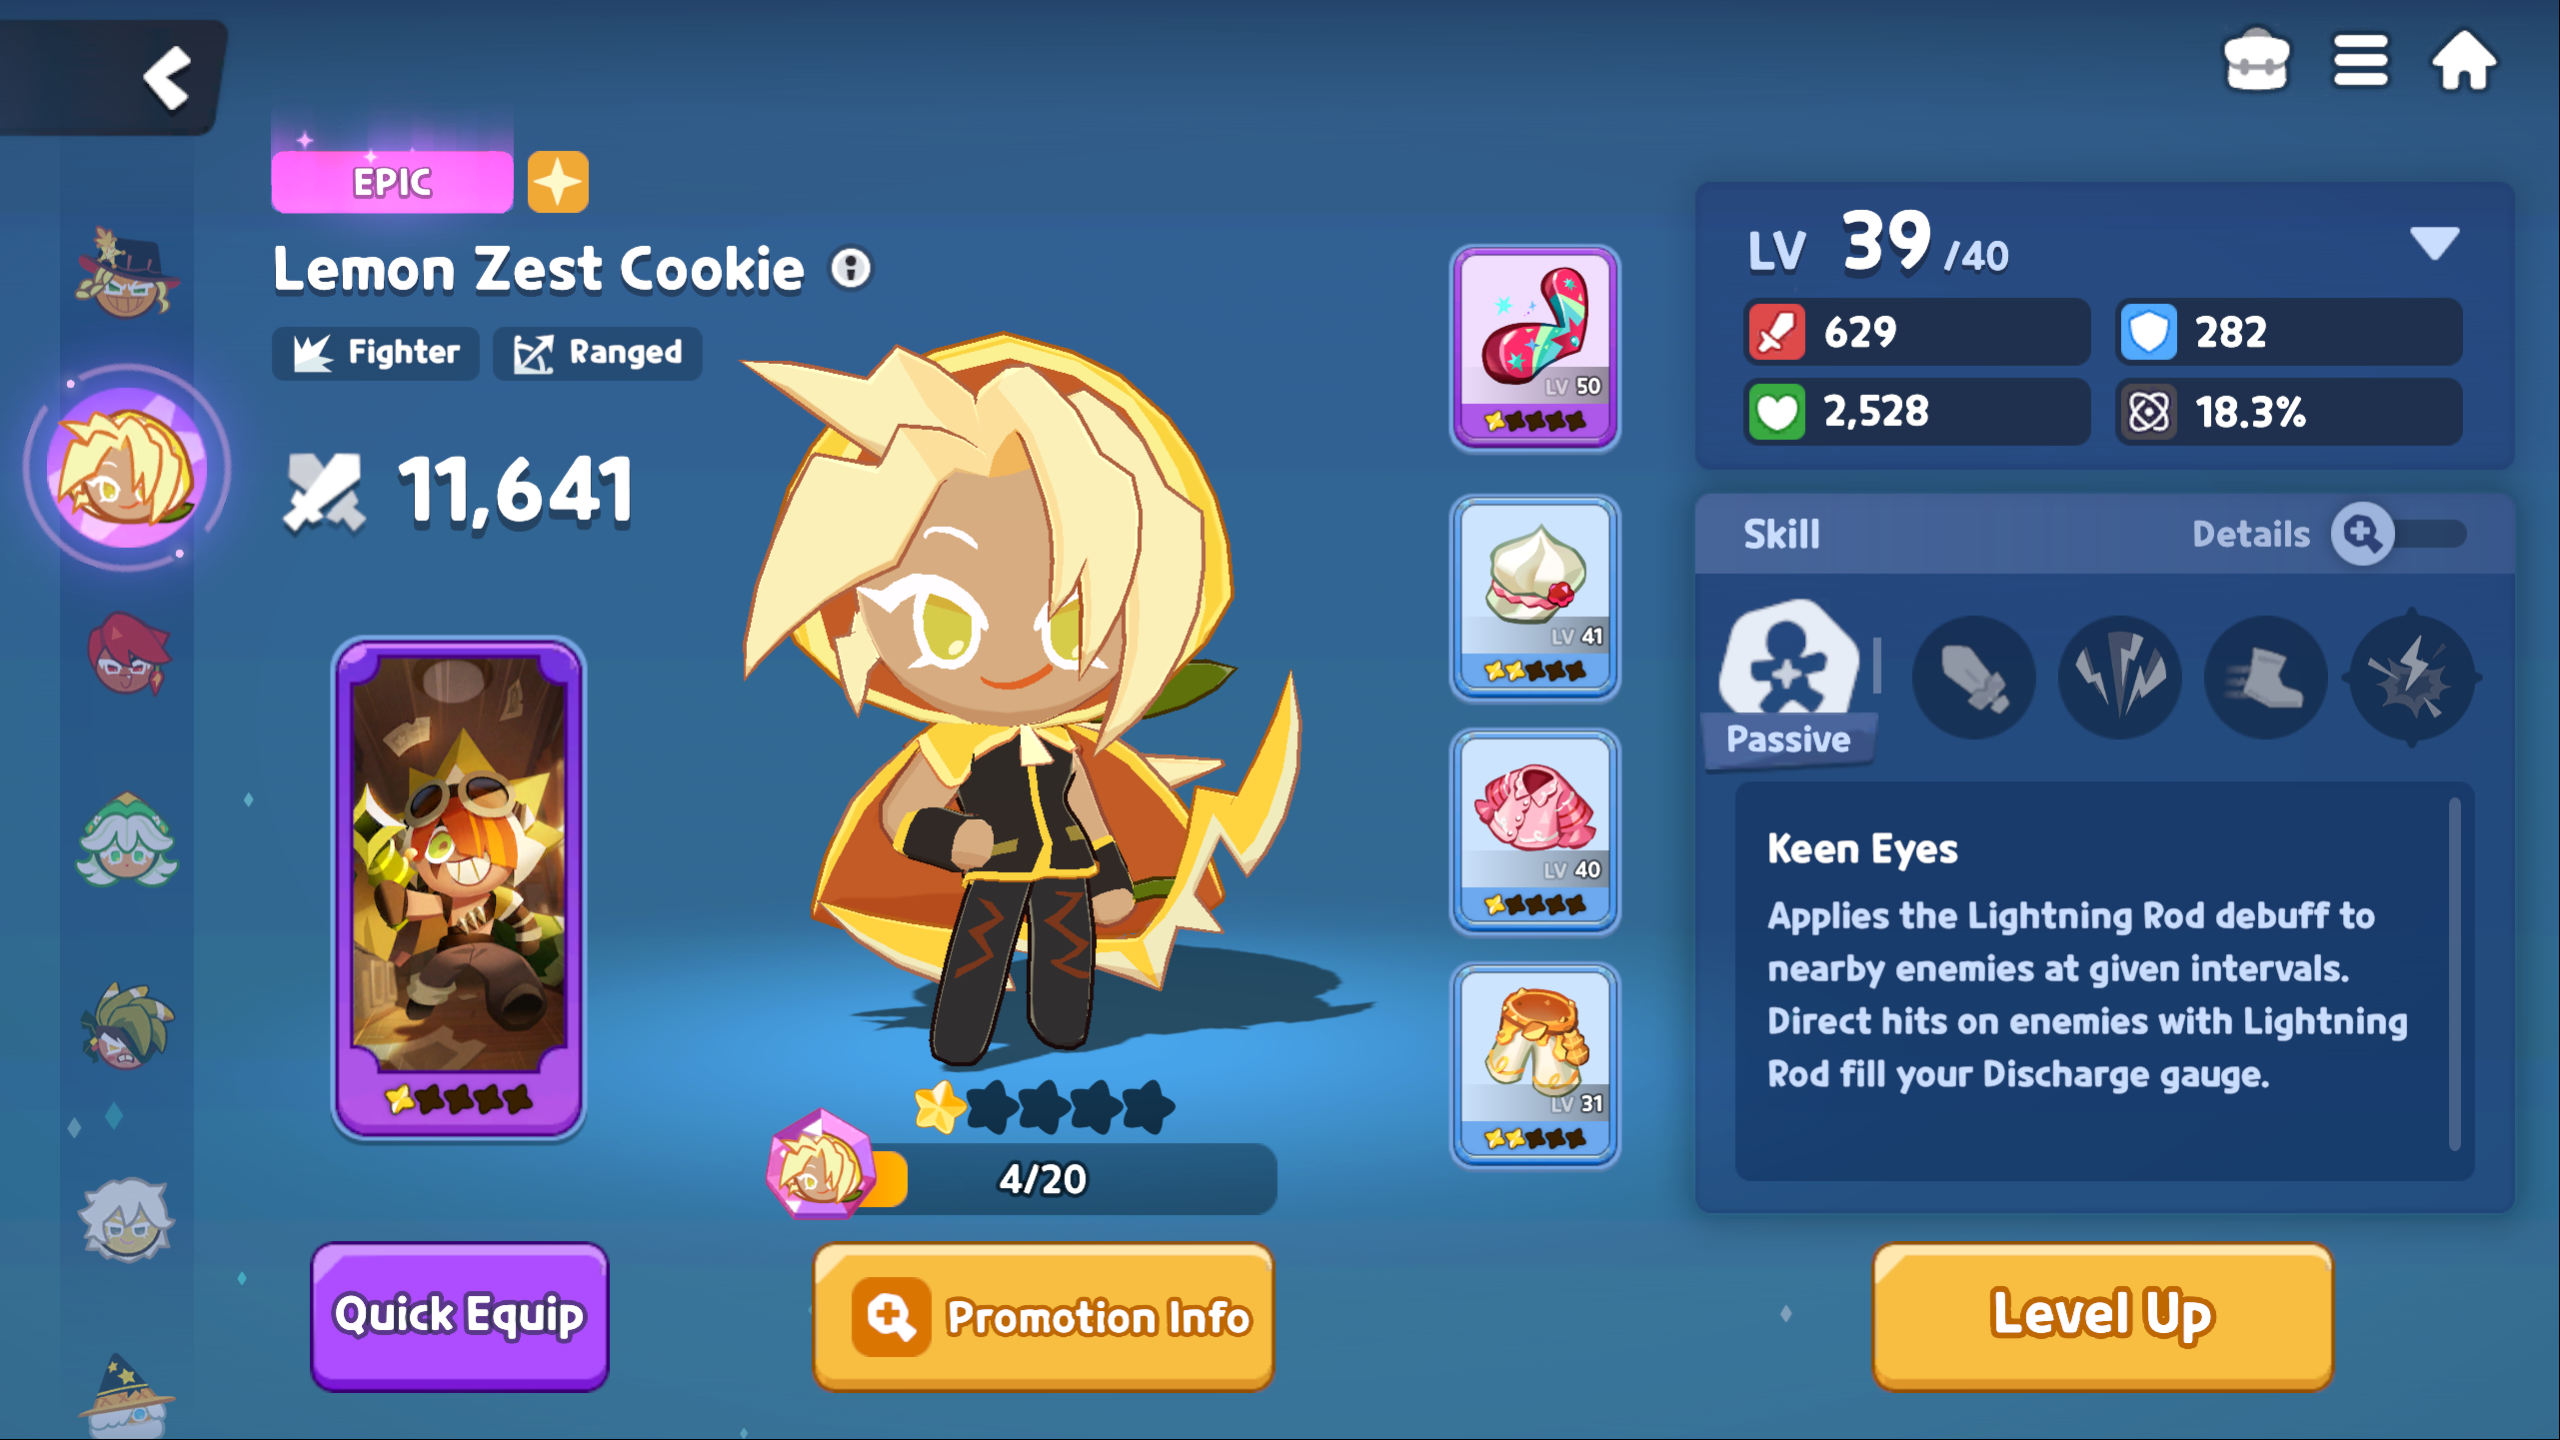 EPIC
Lemon Zest Cookie
Fighter
Ranged
11,641
LV 50
LV 41
LV 40
LV 31
4/20
Quick Equip
Promotion Info
LV 39 /40
629
282
2,528
18.3%
Skill
Details
Passive
Keen Eyes
Applies the Lightning Rod debuff to
nearby enemies at given intervals.
Direct hits on enemies with Lightning
Rod fill your Discharge gauge.
Level Up